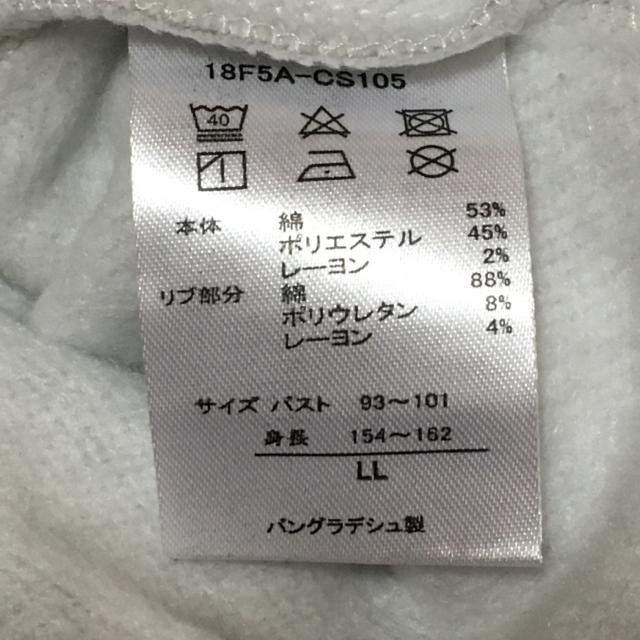 18F5A-CS105
40
本体 綿 53%
ポリエステル 45%
レーヨン 2%
リブ部分 綿 88%
ポリウレタン 8%
レーヨン 4%
サイズ バスト 93〜101
身長 154〜162
LL
バングラデシュ製